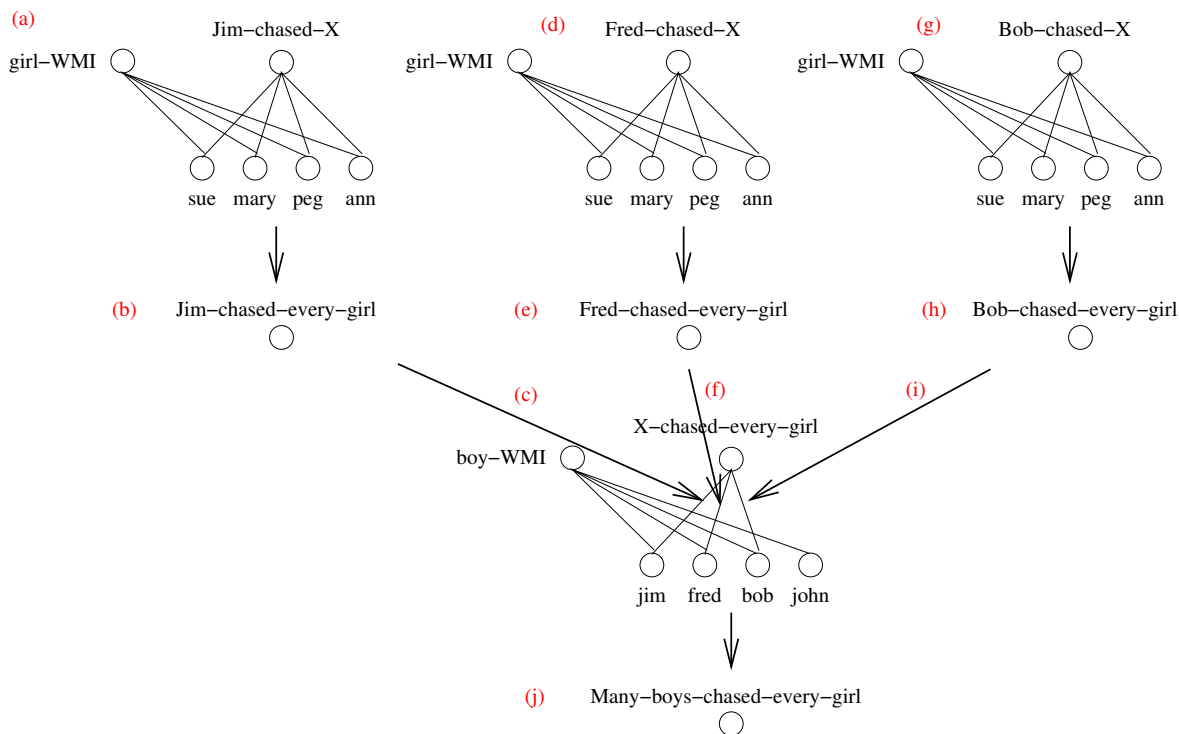 (a) Jim–chased–X (d) Fred–chased–X (g) Bob–chased–X
girl–WMI girl–WMI girl–WMI
sue mary peg ann sue mary peg ann sue mary peg ann
(b) Jim–chased–every–girl (e) Fred–chased–every–girl (h) Bob–chased–every–girl
(c) (f) (i)
X–chased–every–girl
boy–WMI
jim fred bob john
(j) Many–boys–chased–every–girl